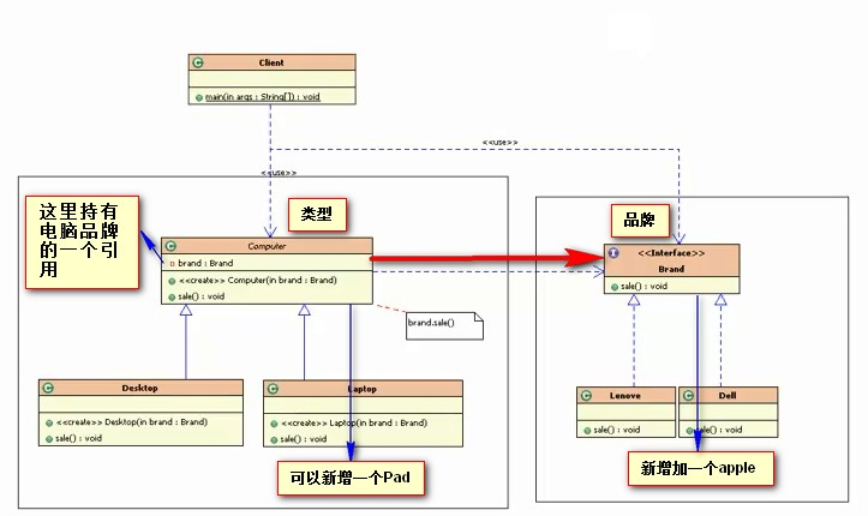 Client
main(in args : String[]) : void
<<use>>
<<use>>
这里持有
电脑品牌
的一个引
用
类型
品牌
Computer
brand : Brand
<<create>> Computer(in brand : Brand)
sale() : void
<<Interface>>
Brand
sale() : void
brand.sale()
Desktop
<<create>> Desktop(in brand : Brand)
sale() : void
Laptop
<<create>> Laptop(in brand : Brand)
sale() : void
Lenove
sale() : void
Dell
sale() : void
可以新增一个Pad
新增加一个apple